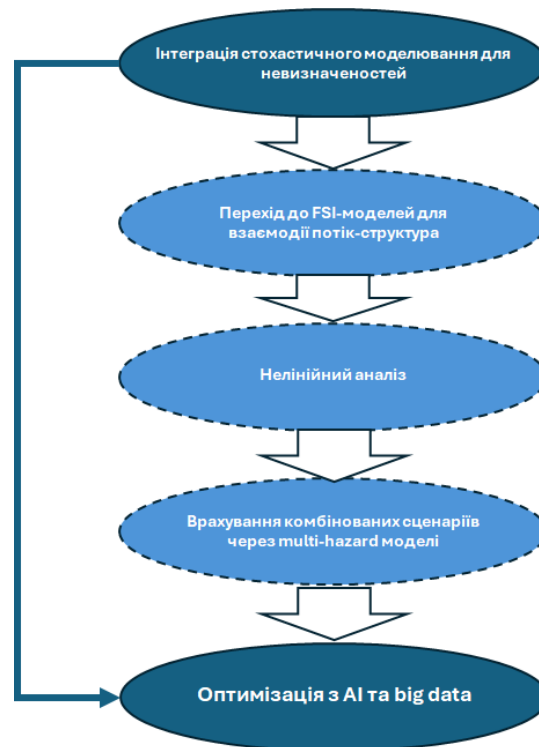 Інтеграція стохастичного моделювання для
невизначеностей
Перехід до FSI-моделей для
взаємодії потік-структура
Нелінійний аналіз
Врахування комбінованих сценаріїв
через multi-hazard моделі
Оптимізація з AI та big data